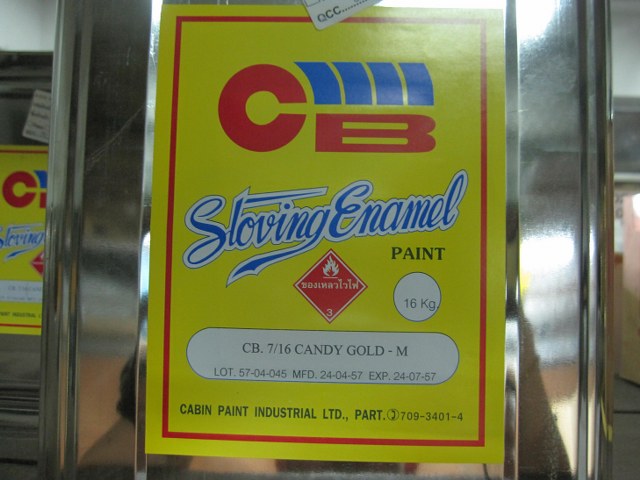 QCC.........
CB
Stoving Enamel
PAINT
ของเหลวไวไฟ
3
16 Kg.
CB. 7/16 CANDY GOLD - M
LOT. 57-04-045 MFD. 24-04-57 EXP. 24-07-57
CABIN PAINT INDUSTRIAL LTD., PART. 709-3401-4